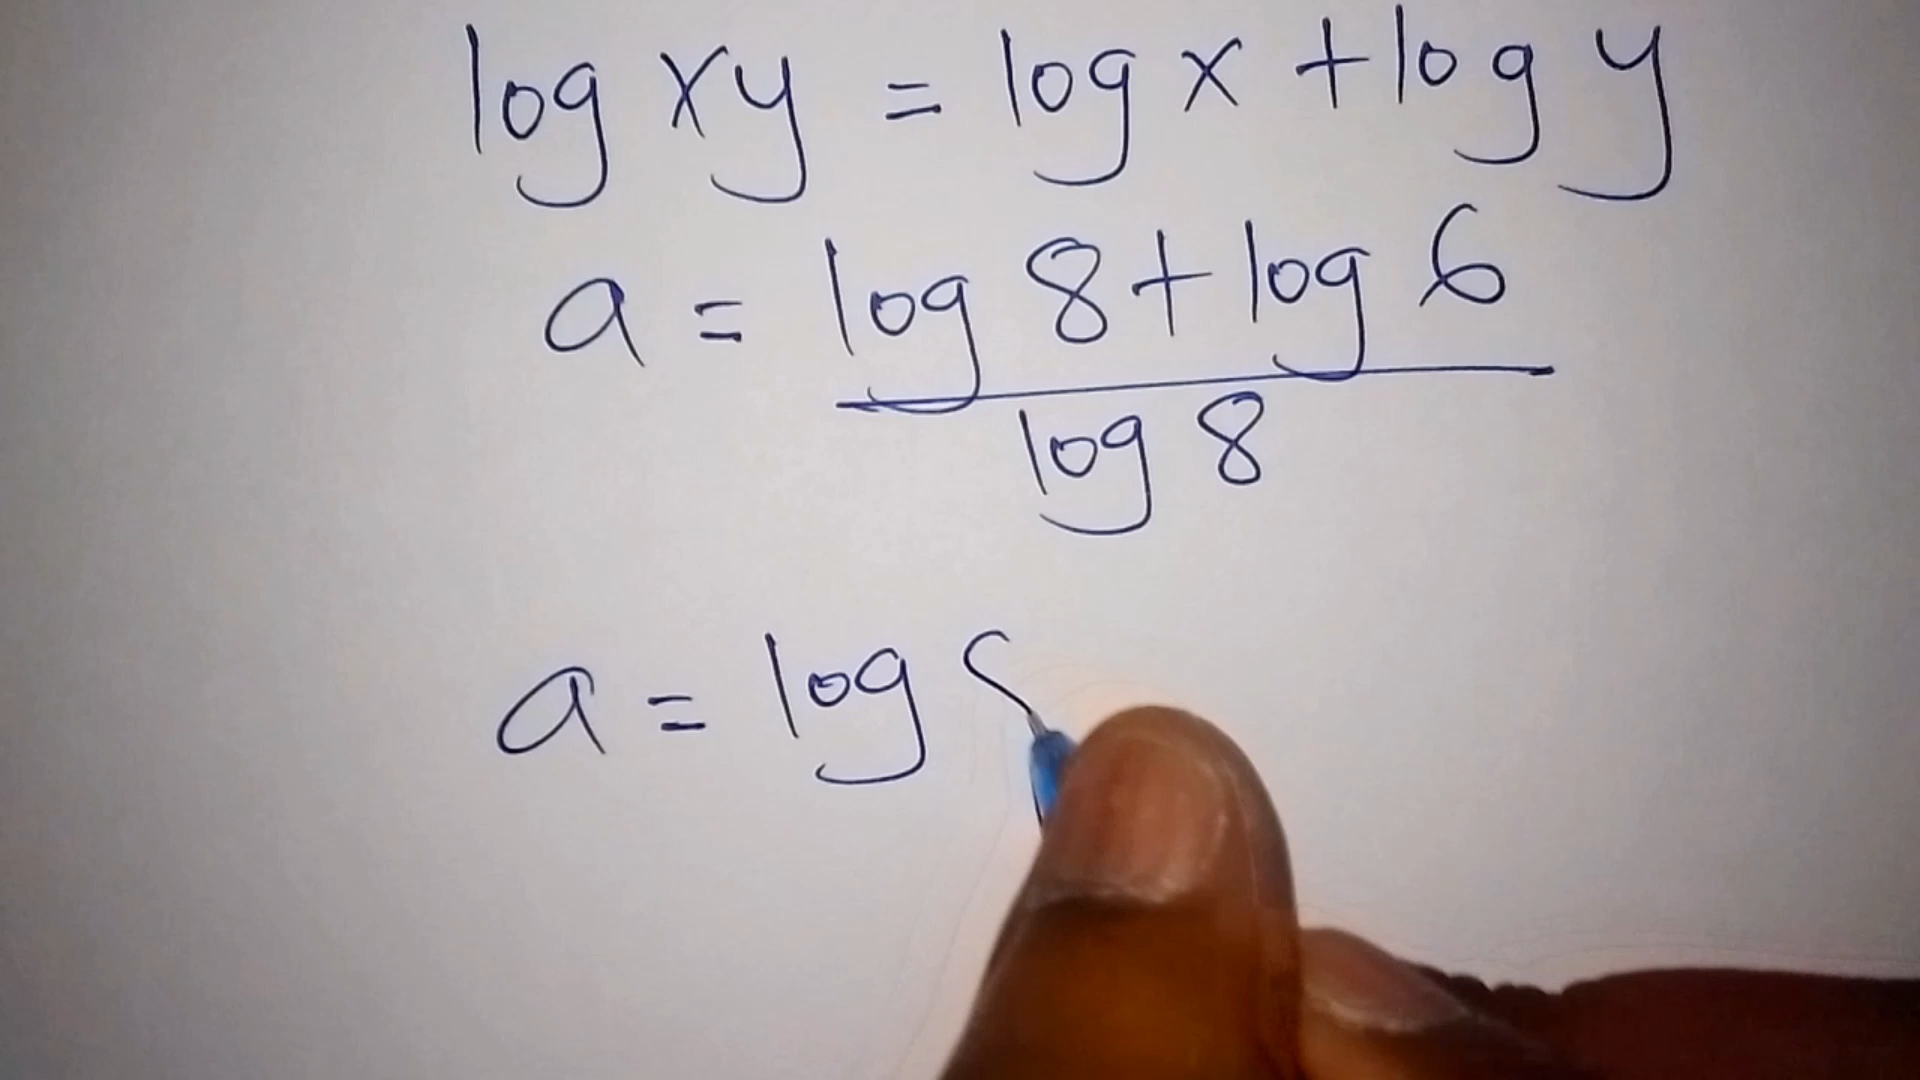 log xy = log x + log y
a = log 8 + log 6
log 8
a = log